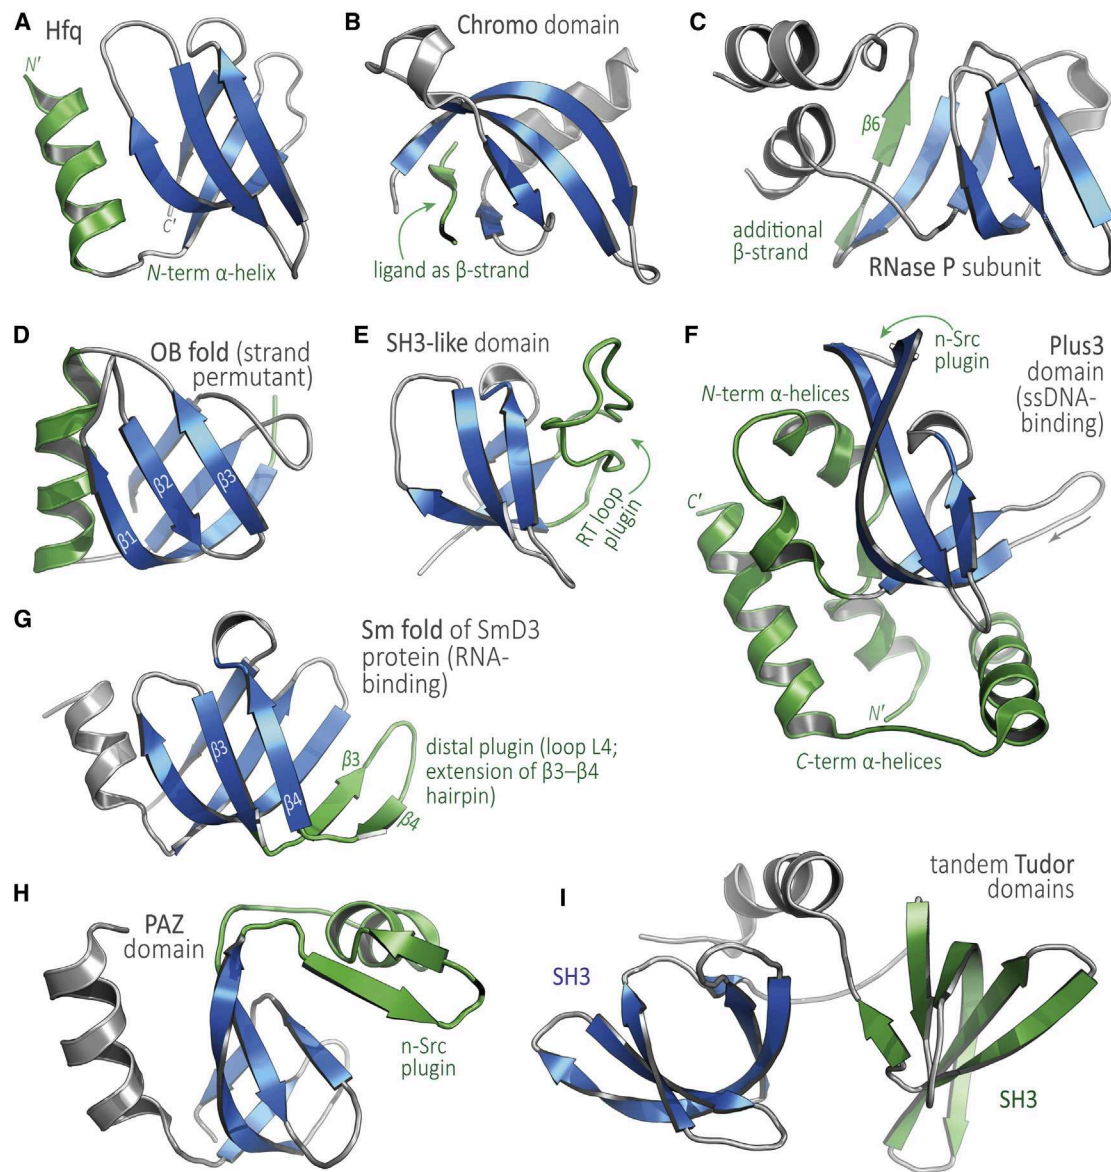 A
Hfq
N'
C'
N-term α-helix
B
Chromo domain
ligand as β-strand
C
β6
additional
β-strand
RNase P subunit
D
OB fold (strand
permutant)
β1
β2
β3
E
SH3-like domain
RT loop
plugin
F
n-Src
plugin
Plus3
domain
(ssDNA-
binding)
N-term α-helices
C'
N'
C-term α-helices
G
Sm fold of SmD3
protein (RNA-
binding)
β3
β4
β3
β4
distal plugin (loop L4;
extension of β3–β4
hairpin)
H
PAZ
domain
n-Src
plugin
I
tandem Tudor
domains
SH3
SH3